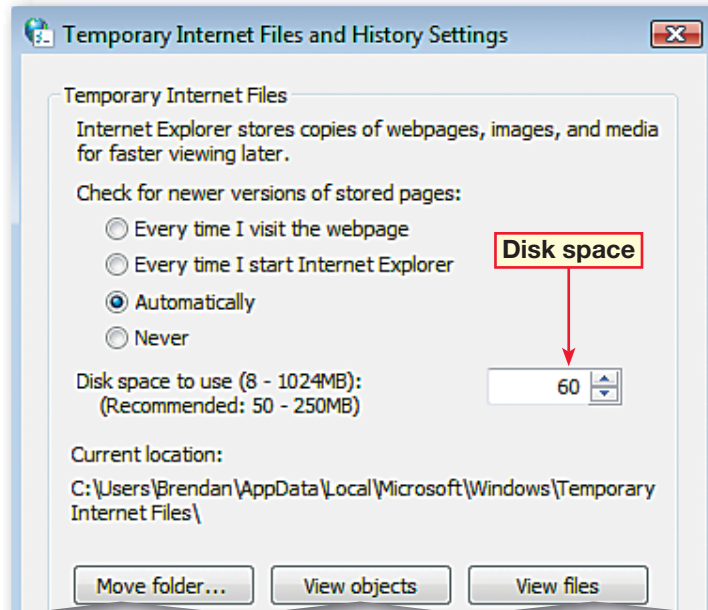 Temporary Internet Files and History Settings
Temporary Internet Files
Internet Explorer stores copies of webpages, images, and media
for faster viewing later.
Check for newer versions of stored pages:
Every time I visit the webpage
Every time I start Internet Explorer
Disk space
Automatically
Never
Disk space to use (8 - 1024MB):
60
(Recommended: 50 - 250MB)
Current location:
C:\Users\Brendan\AppData\Local\Microsoft\Windows\Temporary
Internet Files\
Move folder... View objects View files